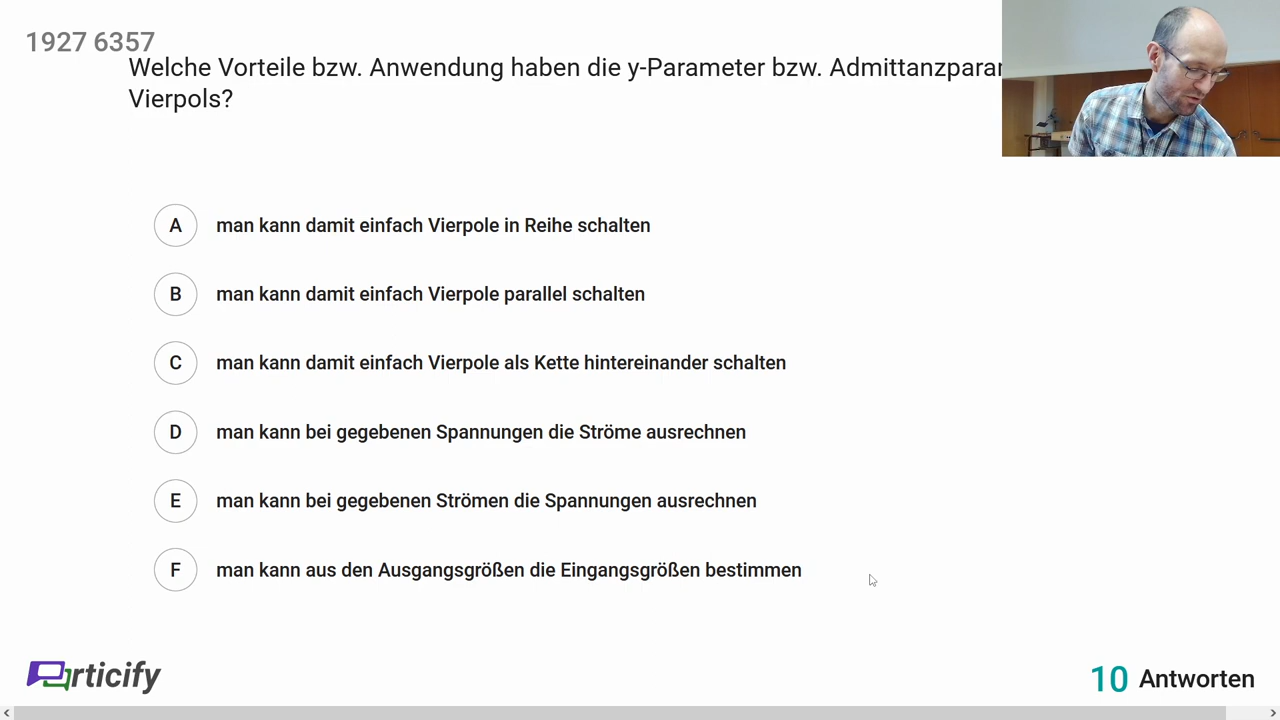 1927 6357
Welche Vorteile bzw. Anwendung haben die y-Parameter bzw.
Vierpols?
A man kann damit einfach Vierpole in Reihe schalten
B man kann damit einfach Vierpole parallel schalten
C man kann damit einfach Vierpole als Kette hintereinander schalten
D man kann bei gegebenen Spannungen die Ströme ausrechnen
E man kann bei gegebenen Strömen die Spannungen ausrechnen
F man kann aus den Ausgangsgrößen die Eingangsgrößen bestimmen
articify
10 Antworten